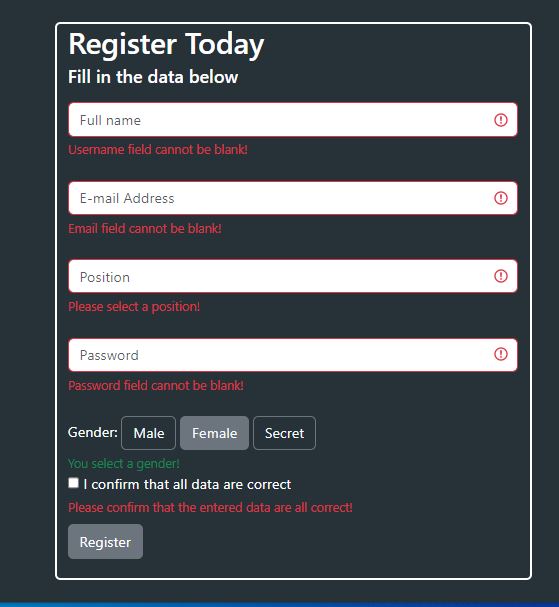 Register Today
Fill in the data below
Full name
Username field cannot be blank!
E-mail Address
Email field cannot be blank!
Position
Please select a position!
Password
Password field cannot be blank!
Gender: Male Female Secret
You select a gender!
I confirm that all data are correct
Please confirm that the entered data are all correct!
Register